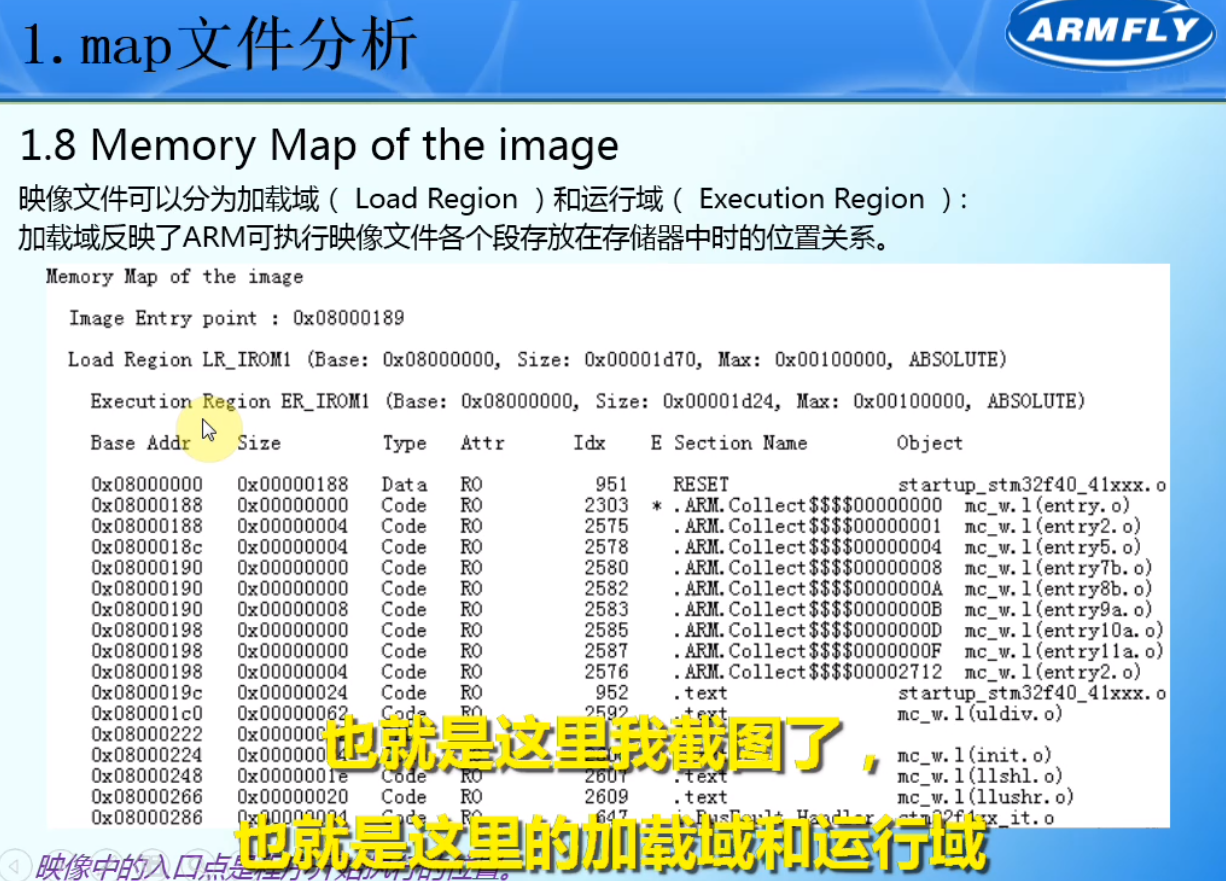 1.map文件分析
ARMFLY
1.8 Memory Map of the image
映像文件可以分为加载域（ Load Region ）和运行域（ Execution Region ）:
加载域反映了ARM可执行映像文件各个段存放在存储器中时的位置关系。
Memory Map of the image
Image Entry point : 0x08000189
Load Region LR_IROM1 (Base: 0x08000000, Size: 0x00001d70, Max: 0x00100000, ABSOLUTE)
Execution Region ER_IROM1 (Base: 0x08000000, Size: 0x00001d24, Max: 0x00100000, ABSOLUTE)
Base Addr Size Type Attr Idx E Section Name Object
0x08000000 0x00000188 Data RO 951 RESET startup_stm32f40_41xxx.o
0x08000188 0x00000000 Code RO 2303 * .ARM.Collect$$$$00000000 mc_w.l(entry.o)
0x08000188 0x00000004 Code RO 2575 .ARM.Collect$$$$00000001 mc_w.l(entry2.o)
0x0800018c 0x00000004 Code RO 2578 .ARM.Collect$$$$00000004 mc_w.l(entry5.o)
0x08000190 0x00000000 Code RO 2580 .ARM.Collect$$$$00000008 mc_w.l(entry7b.o)
0x08000190 0x00000000 Code RO 2582 .ARM.Collect$$$$0000000A mc_w.l(entry8b.o)
0x08000190 0x00000008 Code RO 2583 .ARM.Collect$$$$0000000B mc_w.l(entry9a.o)
0x08000198 0x00000000 Code RO 2585 .ARM.Collect$$$$0000000D mc_w.l(entry10a.o)
0x08000198 0x00000000 Code RO 2587 .ARM.Collect$$$$0000000F mc_w.l(entry11a.o)
0x08000198 0x00000004 Code RO 2576 .ARM.Collect$$$$00002712 mc_w.l(entry2.o)
0x0800019c 0x00000024 Code RO 952 .text startup_stm32f40_41xxx.o
0x080001c0 0x00000062 Code RO 2592 .text mc_w.l(uldiv.o)
0x08000222
0x08000224 mc_w.l(init.o)
0x08000248 0x0000001e Code RO 2607 .text mc_w.l(llshl.o)
0x08000266 0x00000020 Code RO 2609 .text mc_w.l(llushr.o)
0x08000286 Code RO 647 i.BusFault_Handler
也就是这里我截图了，
也就是这里的加载域和运行域
映像中的入口点是程序开始执行的位置。